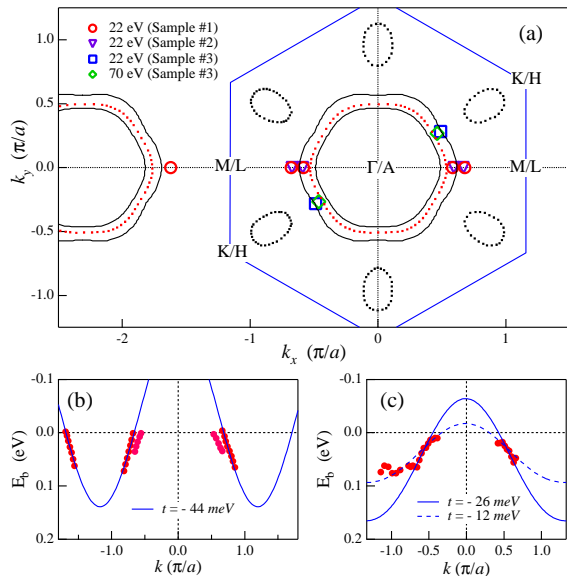 1.0
0.5
0.0
-0.5
-1.0
k_y (π/a)
22 eV (Sample #1)
22 eV (Sample #2)
22 eV (Sample #3)
70 eV (Sample #3)
(a)
K/H
M/L
Γ/A
M/L
K/H
-2
-1
0
1
k_x (π/a)
(b)
-0.1
0.0
0.1
0.2
E_b (eV)
t = - 44 meV
-1.0
0.0
1.0
k (π/a)
(c)
-0.1
0.0
0.1
0.2
E_b (eV)
t = - 26 meV
t = - 12 meV
-1.0
-0.5
0.0
0.5
1.0
k (π/a)